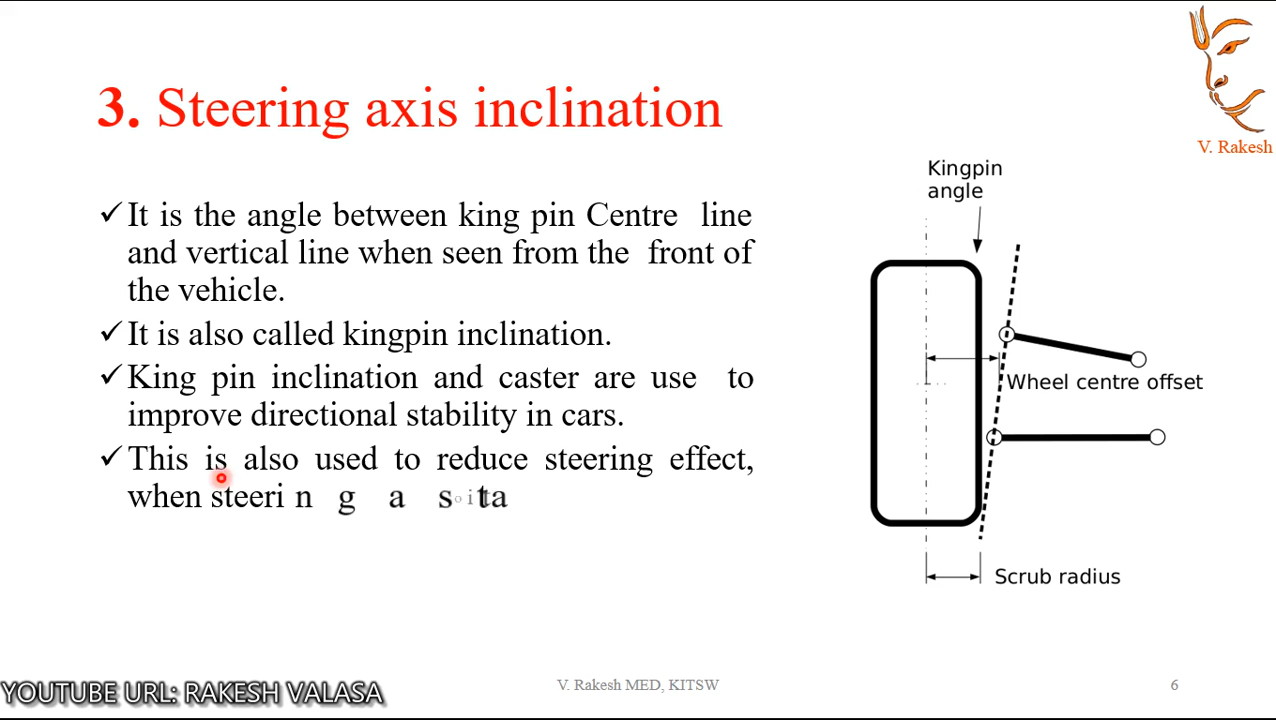 3. Steering axis inclination
V. Rakesh
✓ It is the angle between king pin Centre line
and vertical line when seen from the front of
the vehicle.
✓ It is also called kingpin inclination.
✓ King pin inclination and caster are use to
improve directional stability in cars.
✓ This is also used to reduce steering effect,
when steeri n g a
Kingpin
angle
Wheel centre offset
Scrub radius
YOUTUBE URL: RAKESH VALASA
V. Rakesh MED, KITSW
6